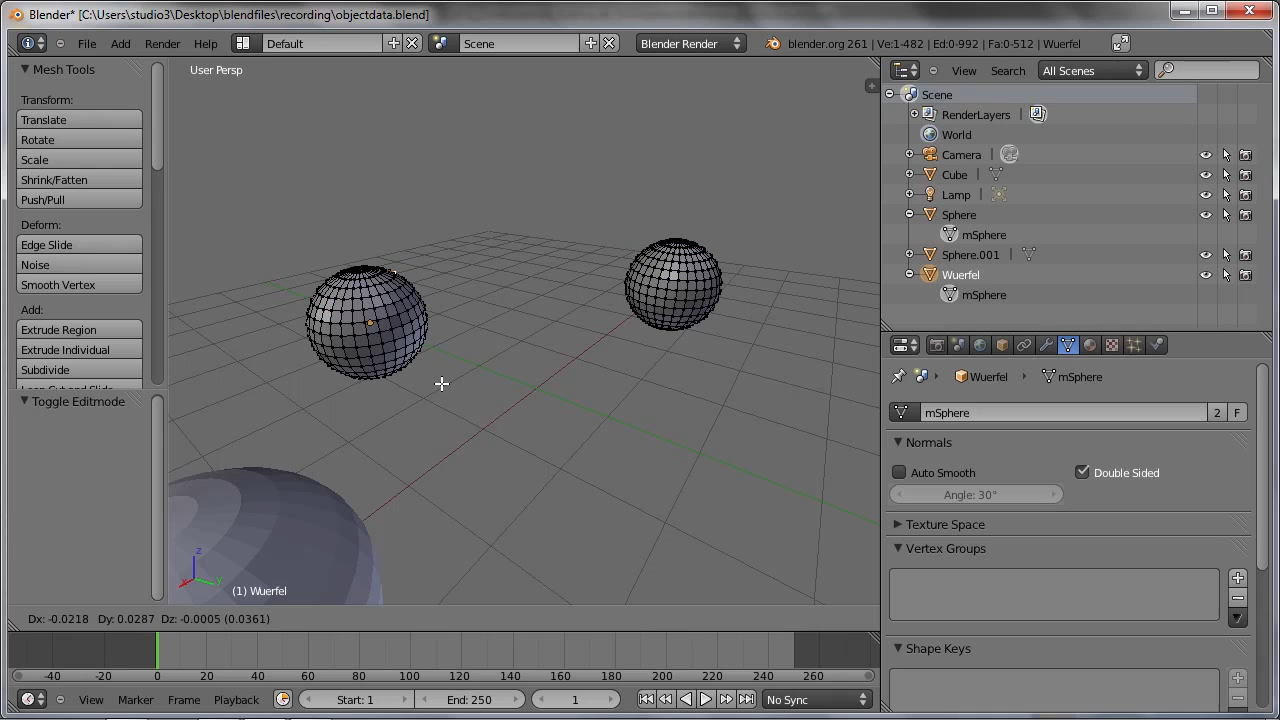 Blender* [C:\Users\studio3\Desktop\blendfiles\recording\objectdata.blend]
File Add Render Help Default Scene Blender Render blender.org 261 | Ve:1-482 | Ed:0-992 | Fa:0-512 | Wuerfel
Mesh Tools
Transform:
Translate
Rotate
Scale
Shrink/Fatten
Push/Pull
Deform:
Edge Slide
Noise
Smooth Vertex
Add:
Extrude Region
Extrude Individual
Subdivide
Loop Cut and Slide
Toggle Editmode
User Persp
z
x
y
(1) Wuerfel
Dx: -0.0218 Dy: 0.0287 Dz: -0.0005 (0.0361)
View Search All Scenes
Scene
RenderLayers |
World
Camera |
Cube |
Lamp |
Sphere
mSphere
Sphere.001 |
Wuerfel
mSphere
Wuerfel mSphere
mSphere 2 F
Normals
Auto Smooth Double Sided
Angle: 30°
Texture Space
Vertex Groups
Shape Keys
-40 -20 0 20 40 60 80 100 120 140 160 180 200 220 240 260
View Marker Frame Playback Start: 1 End: 250 1 No Sync